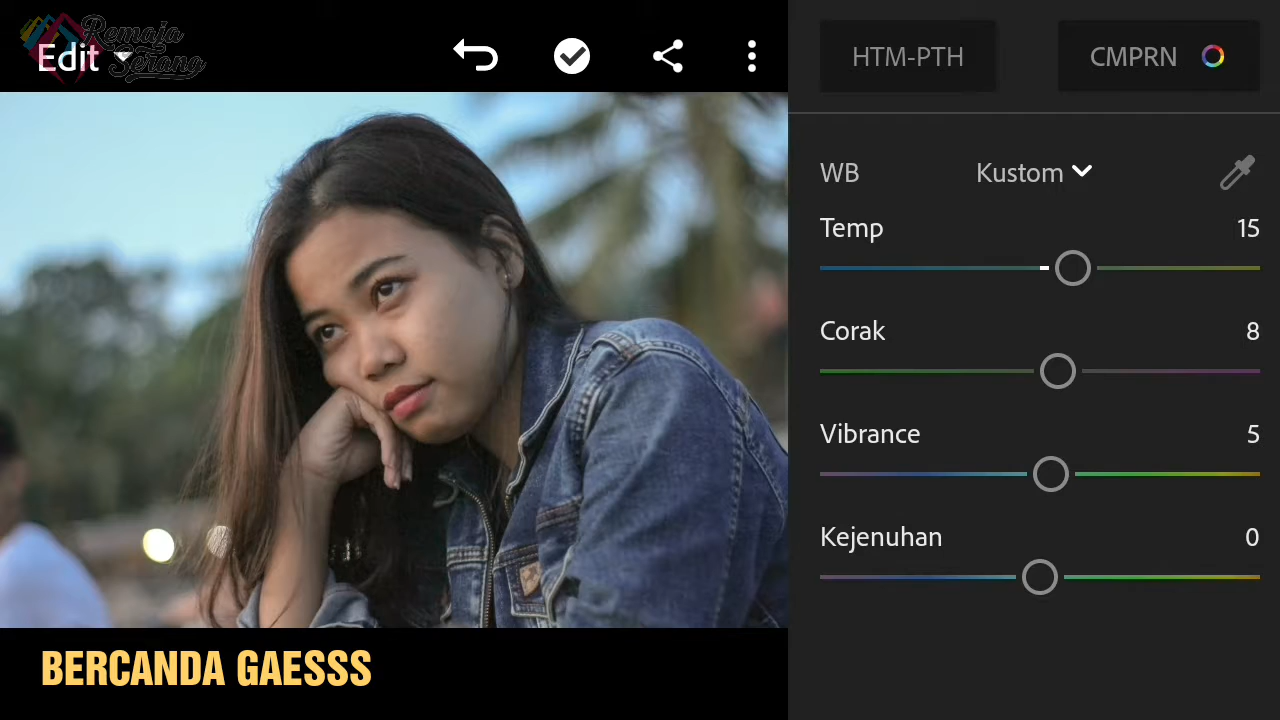 Remaja
Serang
Edit
HTM-PTH
CMPRN
WB
Kustom
Temp
15
Corak
8
Vibrance
5
Kejenuhan
0
BERCANDA GAESSS